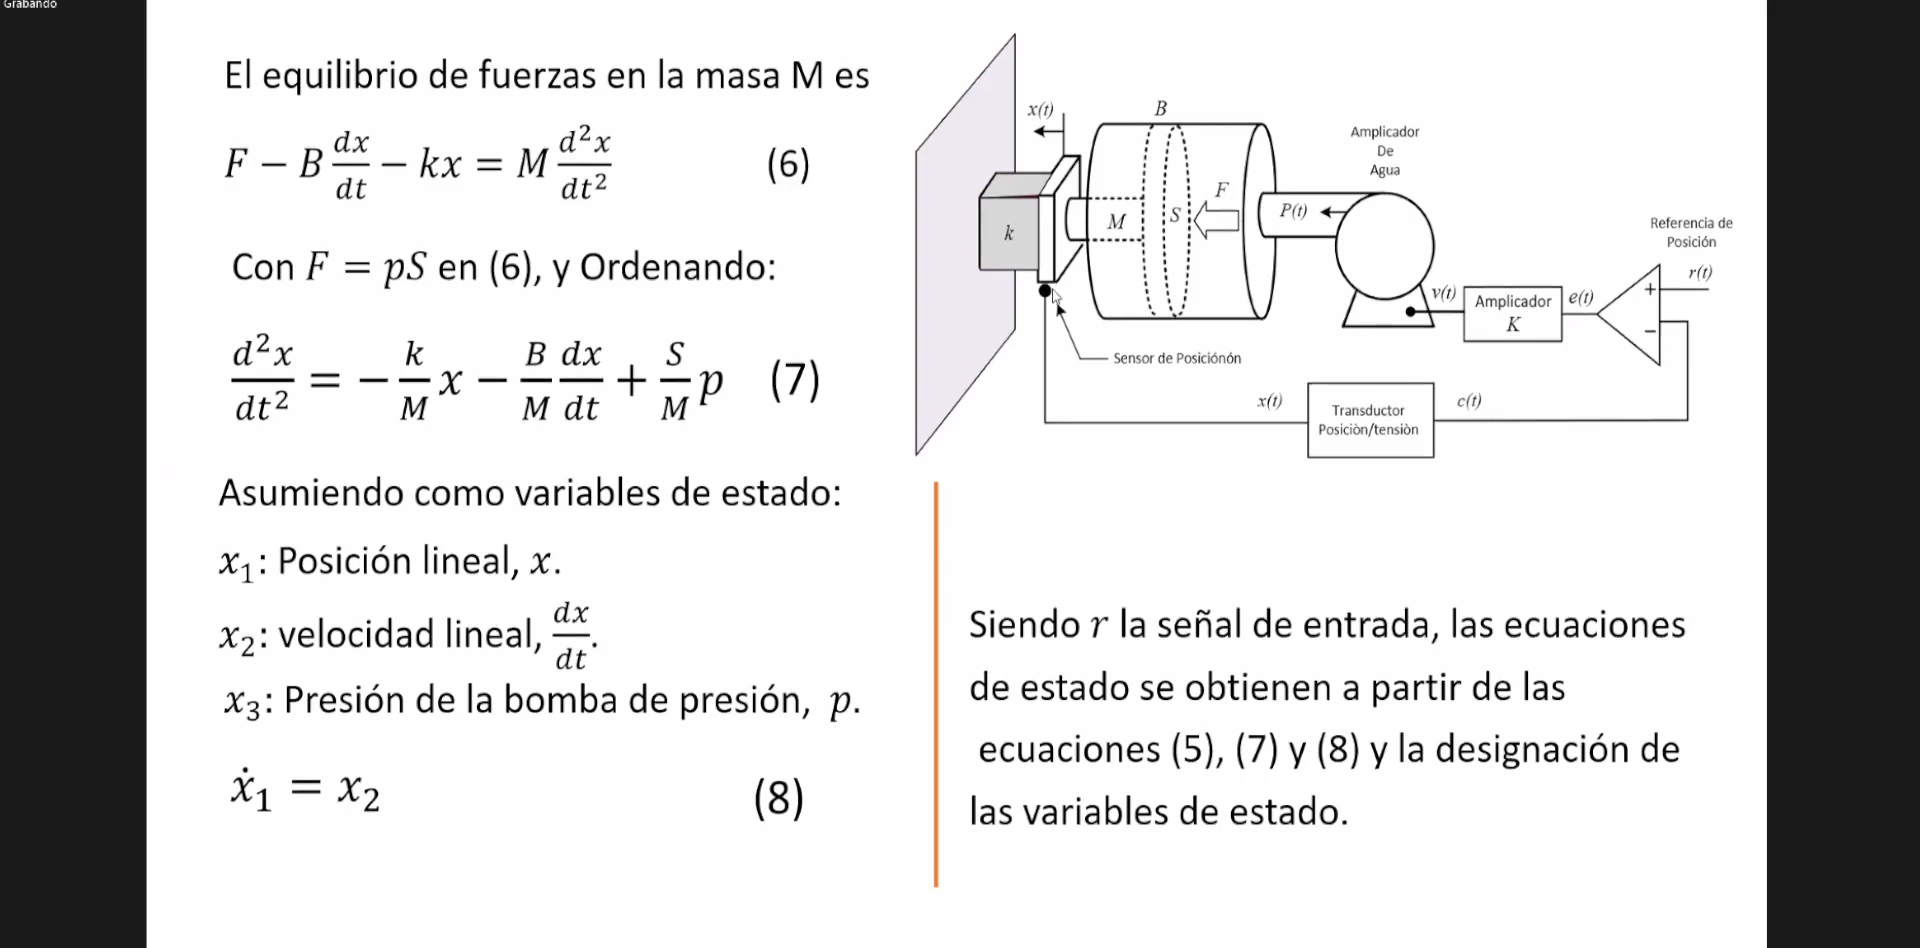 Grabando
El equilibrio de fuerzas en la masa M es
F − B dx/dt − kx = M d²x/dt² (6)
Con F = pS en (6), y Ordenando:
d²x/dt² = − k/M x − B/M dx/dt + S/M p (7)
Asumiendo como variables de estado:
x₁: Posición lineal, x.
x₂: velocidad lineal, dx/dt.
x₃: Presión de la bomba de presión, p.
ẋ₁ = x₂ (8)
x(t)
B
Amplicador
De
Agua
k
M
S
F
P(t)
Referencia de
Posición
r(t)
v(t)
Amplicador
K
e(t)
+
−
Sensor de Posiciónón
x(t)
Transductor
Posiciòn/tensiòn
c(t)
Siendo r la señal de entrada, las ecuaciones
de estado se obtienen a partir de las
ecuaciones (5), (7) y (8) y la designación de
las variables de estado.